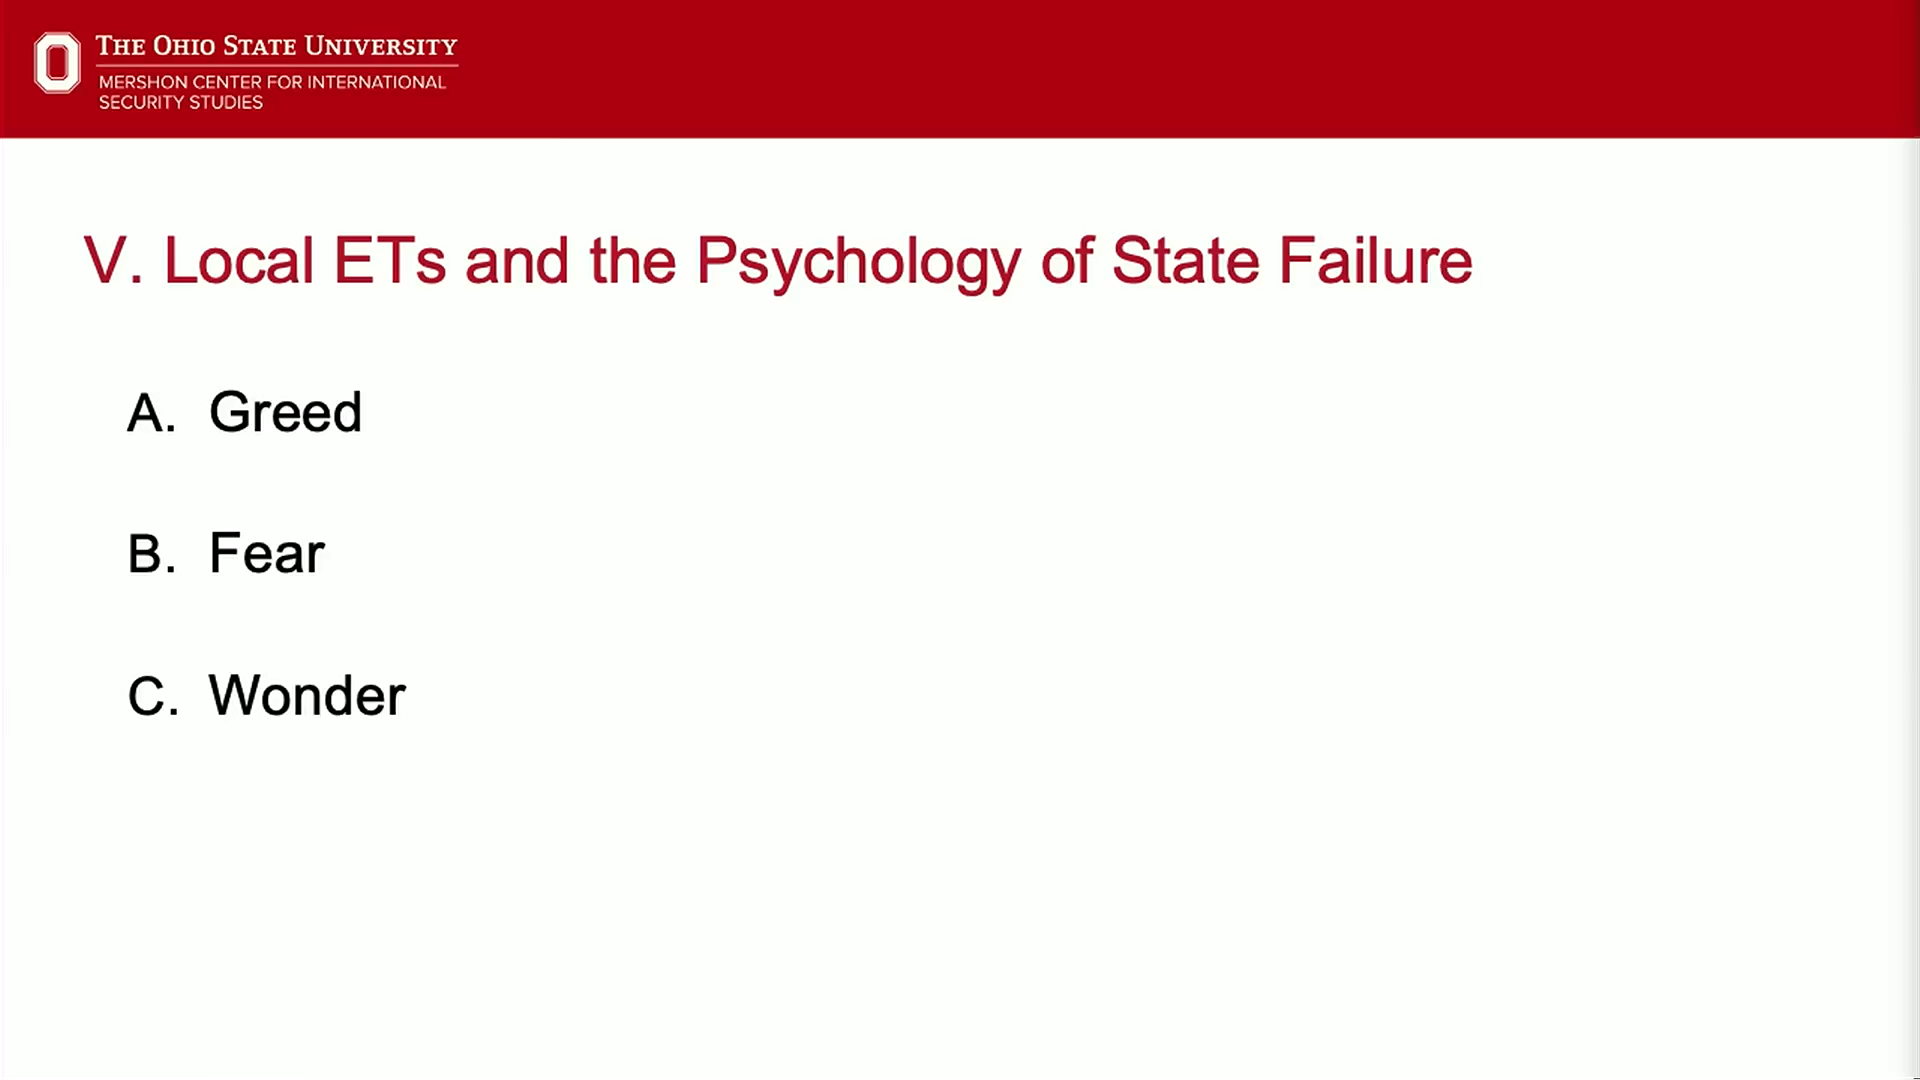 THE OHIO STATE UNIVERSITY
MERSHON CENTER FOR INTERNATIONAL
SECURITY STUDIES
V. Local ETs and the Psychology of State Failure
A. Greed
B. Fear
C. Wonder